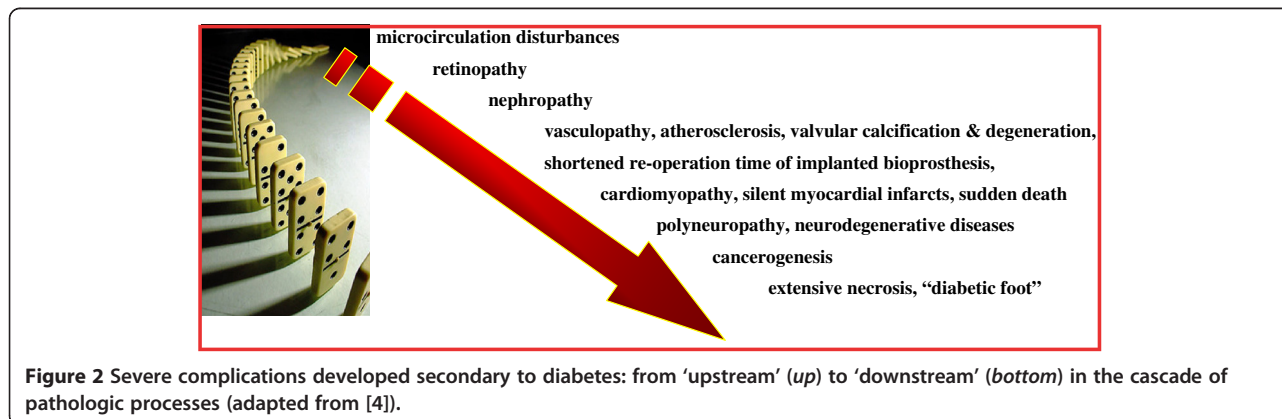 microcirculation disturbances
retinopathy
nephropathy
vasculopathy, atherosclerosis, valvular calcification & degeneration,
shortened re-operation time of implanted bioprosthesis,
cardiomyopathy, silent myocardial infarcts, sudden death
polyneuropathy, neurodegenerative diseases
cancerogenesis
extensive necrosis, “diabetic foot”
Figure 2 Severe complications developed secondary to diabetes: from ‘upstream’ (up) to ‘downstream’ (bottom) in the cascade of
pathologic processes (adapted from [4]).